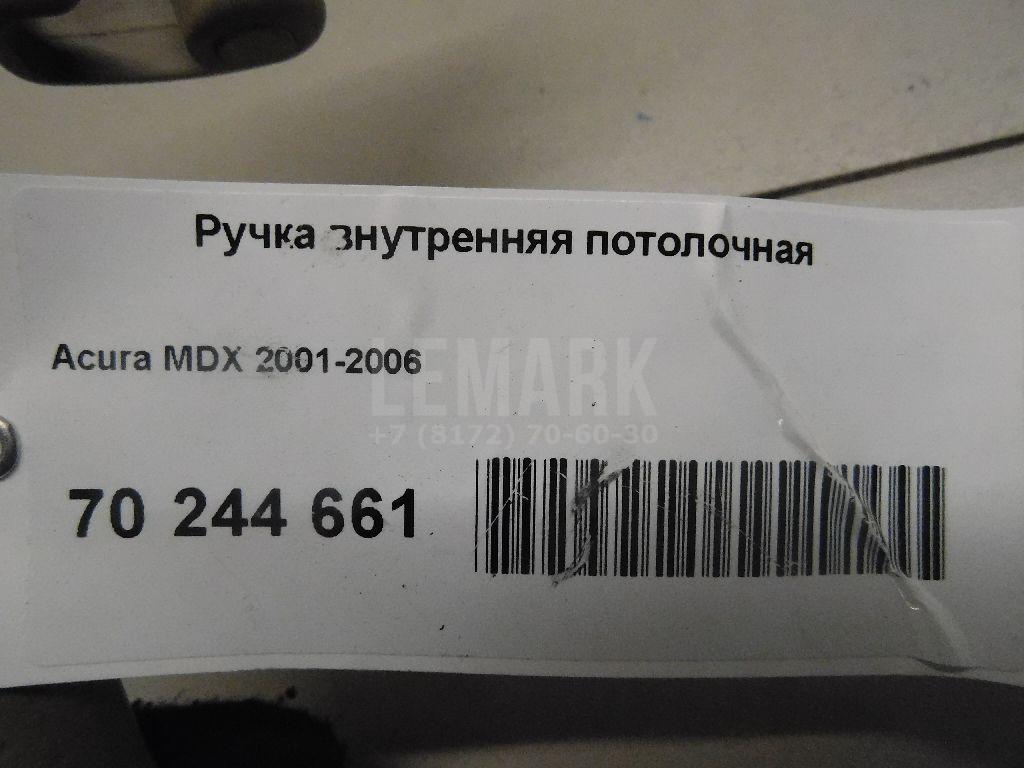 Ручка внутренняя потолочная
Acura MDX 2001-2006
LEMARK
+7 (8172) 70-60-30
70 244 661